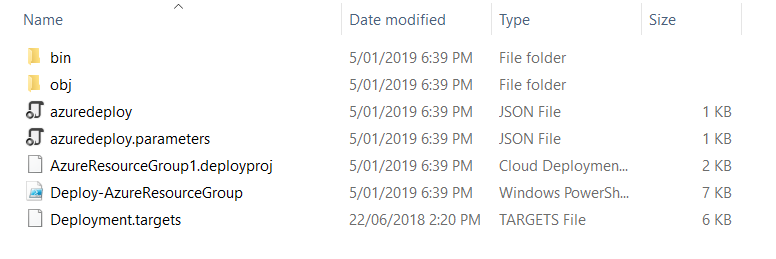 Name Date modified Type Size
bin 5/01/2019 6:39 PM File folder
obj 5/01/2019 6:39 PM File folder
azuredeploy 5/01/2019 6:39 PM JSON File 1 KB
azuredeploy.parameters 5/01/2019 6:39 PM JSON File 1 KB
AzureResourceGroup1.deployproj 5/01/2019 6:39 PM Cloud Deploymen... 2 KB
Deploy-AzureResourceGroup 5/01/2019 6:39 PM Windows PowerSh... 7 KB
Deployment.targets 22/06/2018 2:20 PM TARGETS File 6 KB